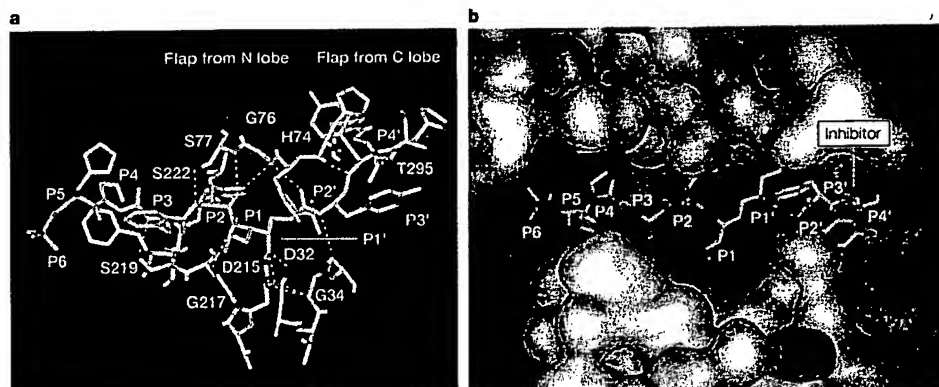 a
Flap from N lobe Flap from C lobe
G76
S77 H74 P4'
S222 T295
P5 P4 P2'
P3 P2 P1 P3'
P1'
P6 D32
S219 D215
G217 G34
b
Inhibitor
P5 P3 P3'
P6 P4 P2 P1' P4'
P2'
P1